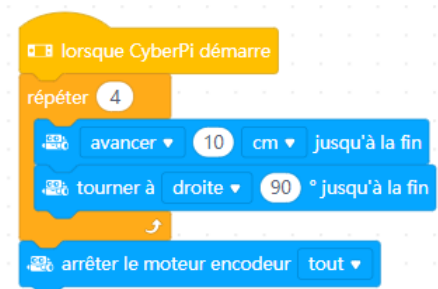 lorsque CyberPi démarre
répéter 4
avancer 10 cm jusqu'à la fin
tourner à droite 90 ° jusqu'à la fin
arrêter le moteur encodeur tout